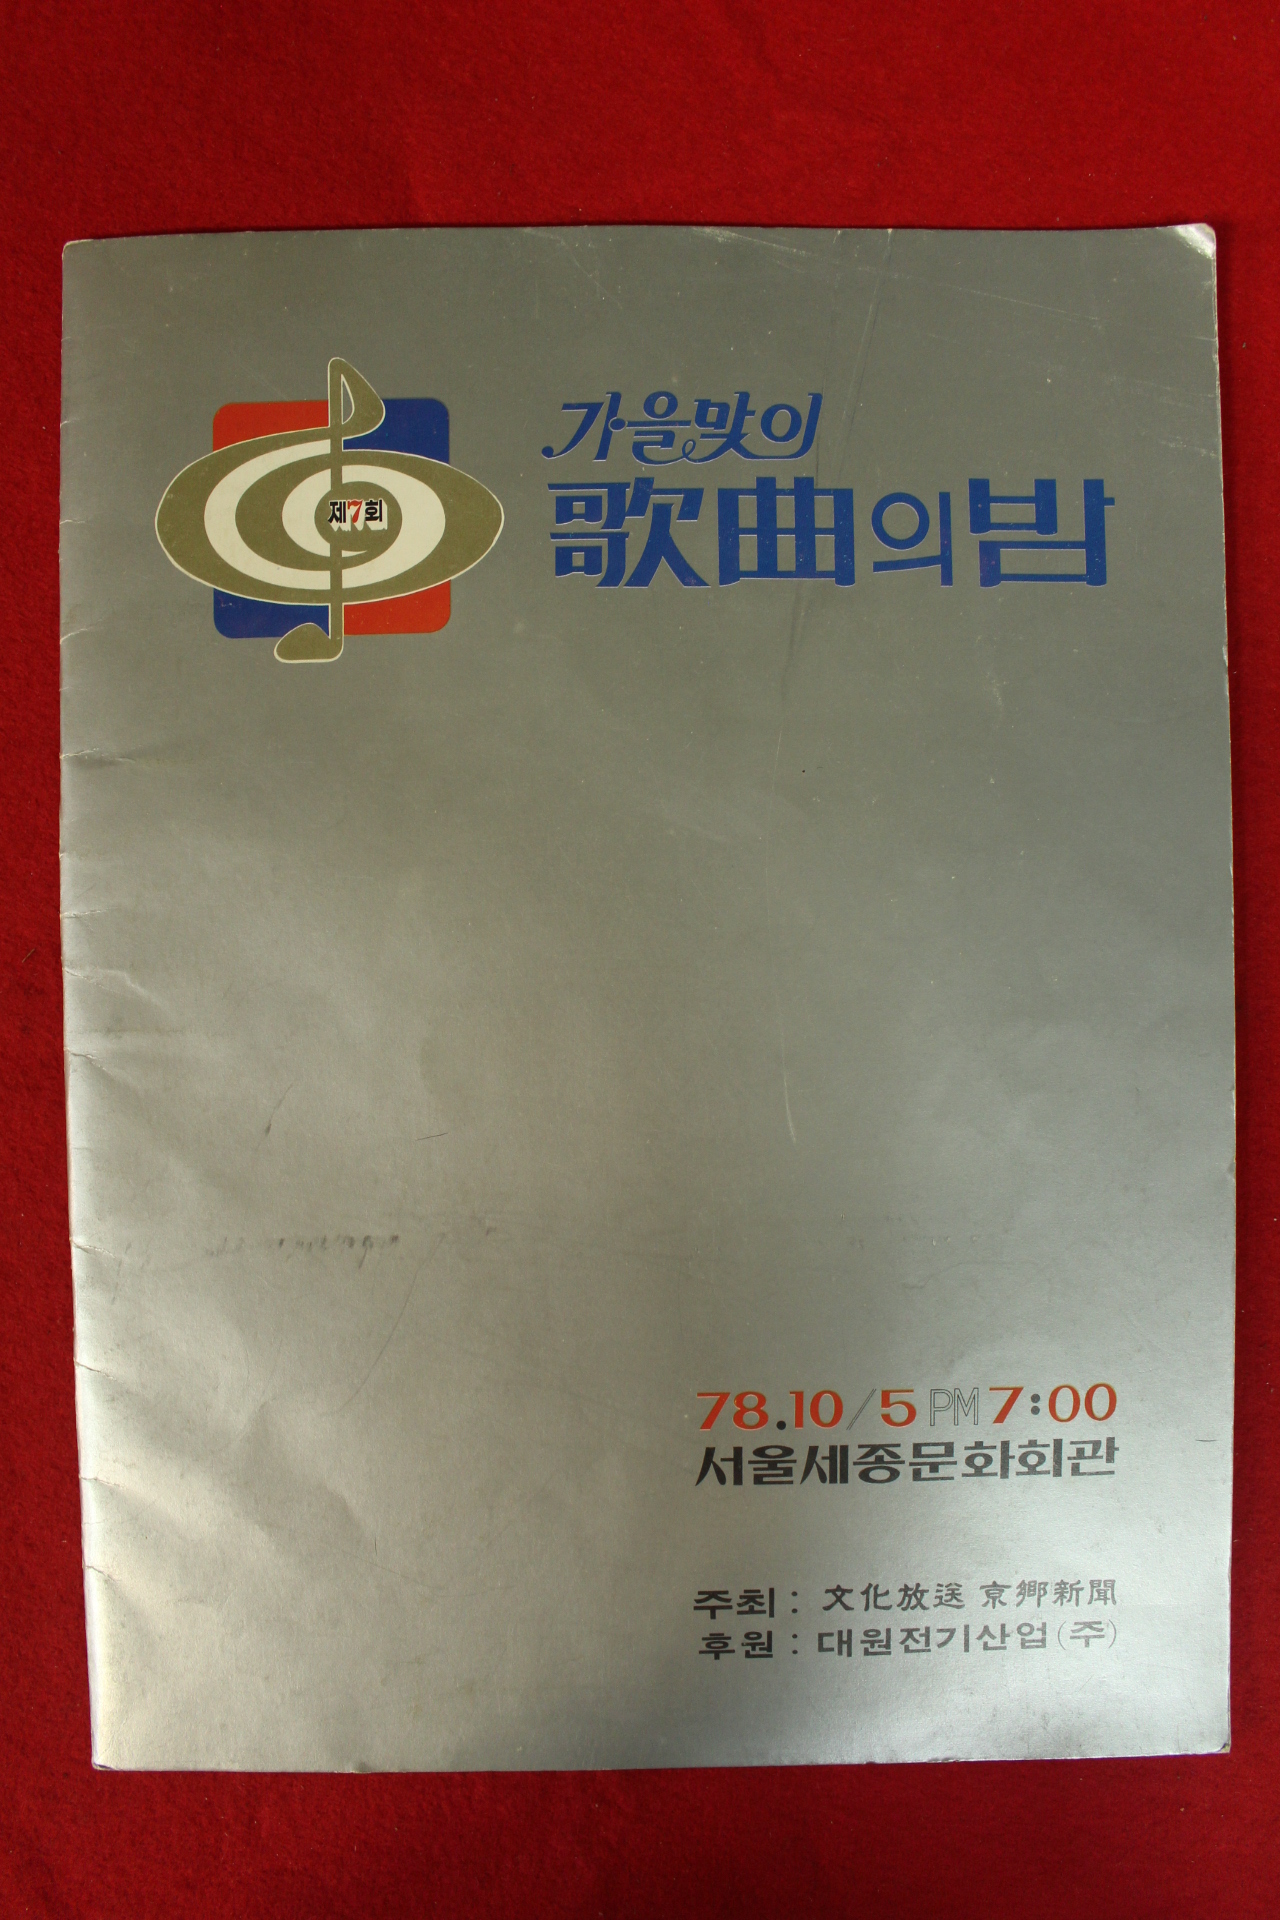 제7회
가을맞이
歌曲의밤
78.10/5 PM 7:00
서울세종문화회관
주최: 文化放送 京鄕新聞
후원: 대원전기산업(주)